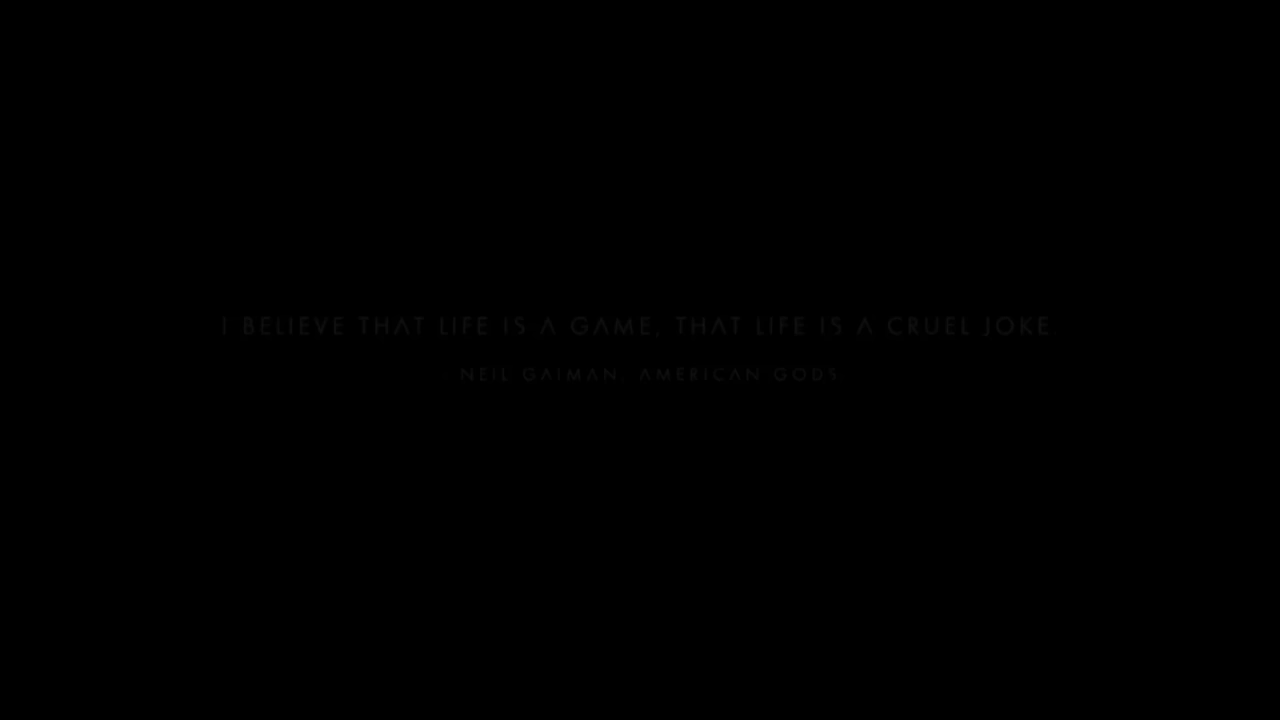 I BELIEVE THAT LIFE IS A GAME, THAT LIFE IS A CRUEL JOKE
NEIL GAIMAN, AMERICAN GODS